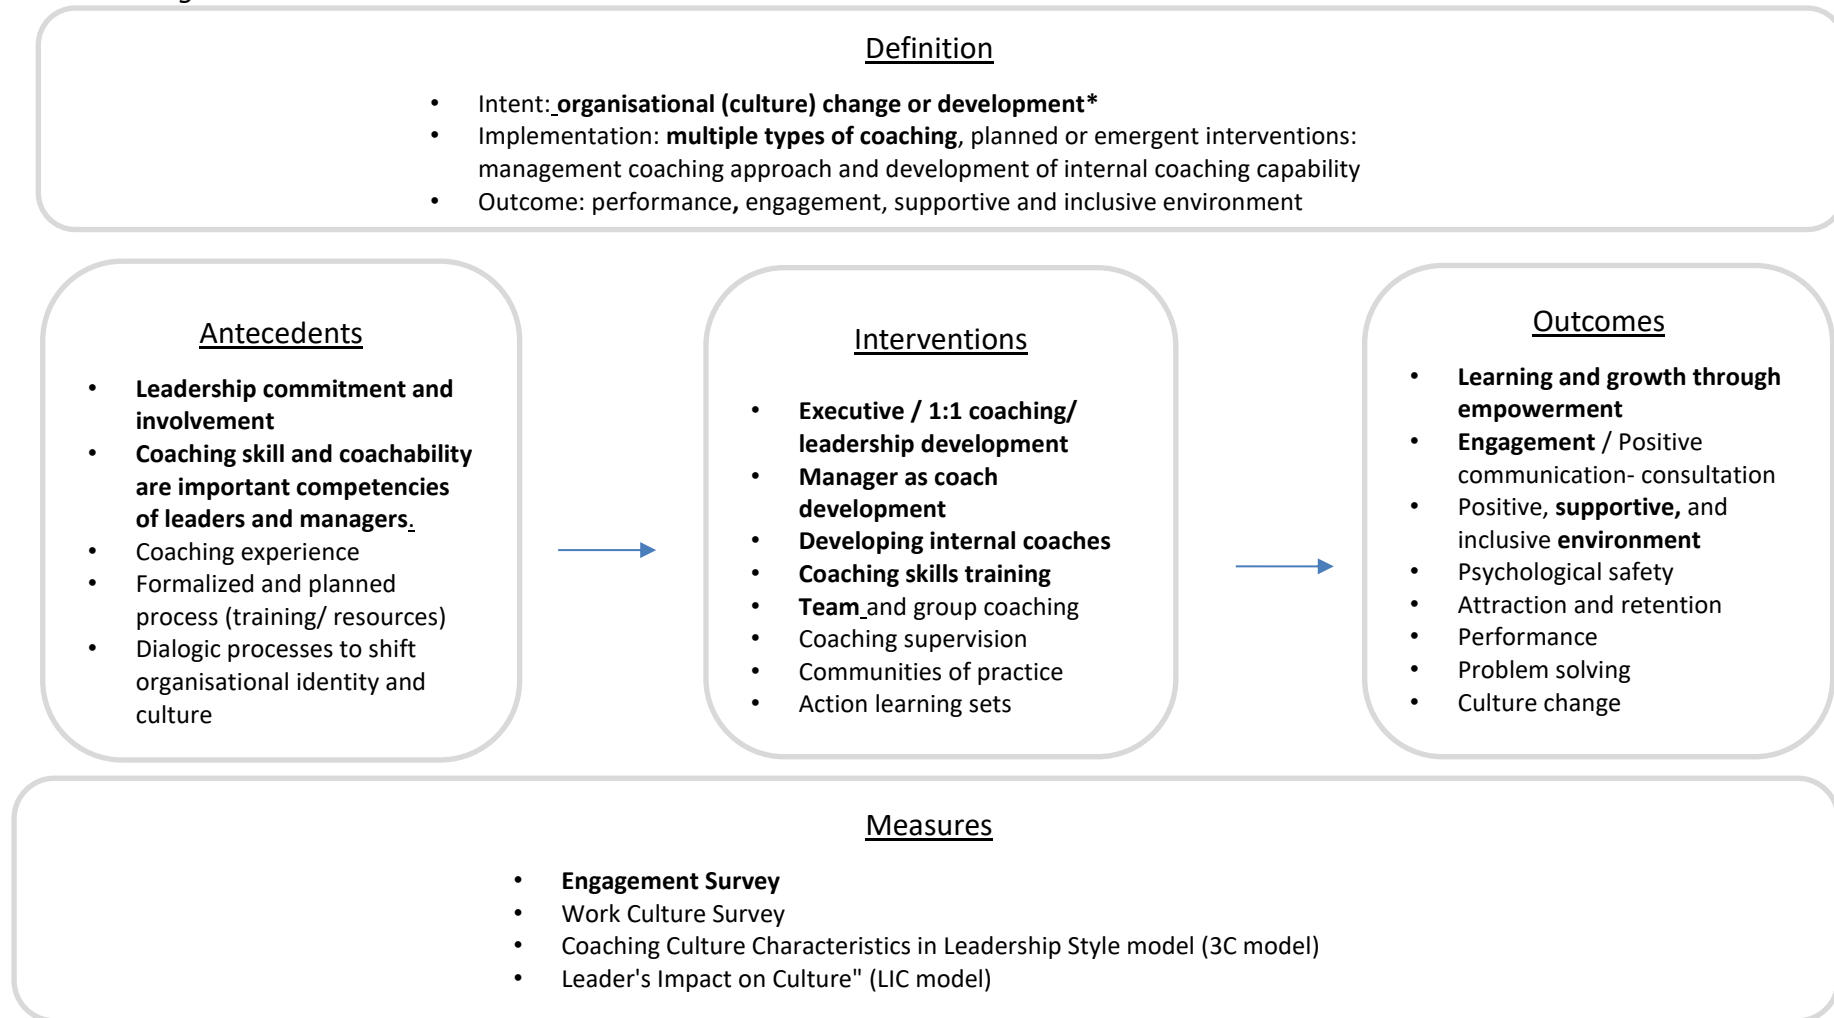 Definition
• Intent: organisational (culture) change or development*
• Implementation: multiple types of coaching, planned or emergent interventions:
management coaching approach and development of internal coaching capability
• Outcome: performance, engagement, supportive and inclusive environment
Antecedents
• Leadership commitment and
involvement
• Coaching skill and coachability
are important competencies
of leaders and managers.
• Coaching experience
• Formalized and planned
process (training/ resources)
• Dialogic processes to shift
organisational identity and
culture
Interventions
• Executive / 1:1 coaching/
leadership development
• Manager as coach
development
• Developing internal coaches
• Coaching skills training
• Team and group coaching
• Coaching supervision
• Communities of practice
• Action learning sets
Outcomes
• Learning and growth through
empowerment
• Engagement / Positive
communication- consultation
• Positive, supportive, and
inclusive environment
• Psychological safety
• Attraction and retention
• Performance
• Problem solving
• Culture change
Measures
• Engagement Survey
• Work Culture Survey
• Coaching Culture Characteristics in Leadership Style model (3C model)
• Leader's Impact on Culture" (LIC model)